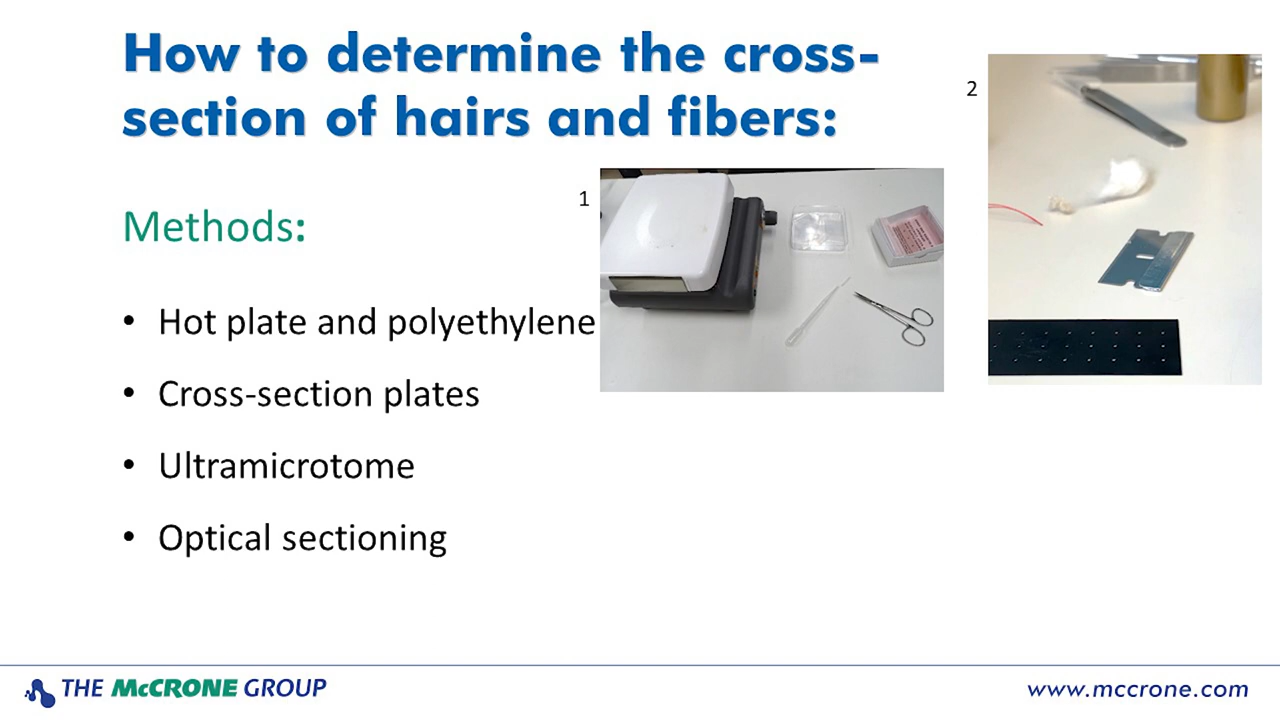 How to determine the cross-
section of hairs and fibers:
1
2
Methods:
• Hot plate and polyethylene
• Cross-section plates
• Ultramicrotome
• Optical sectioning
THE McCRONE GROUP
www.mccrone.com